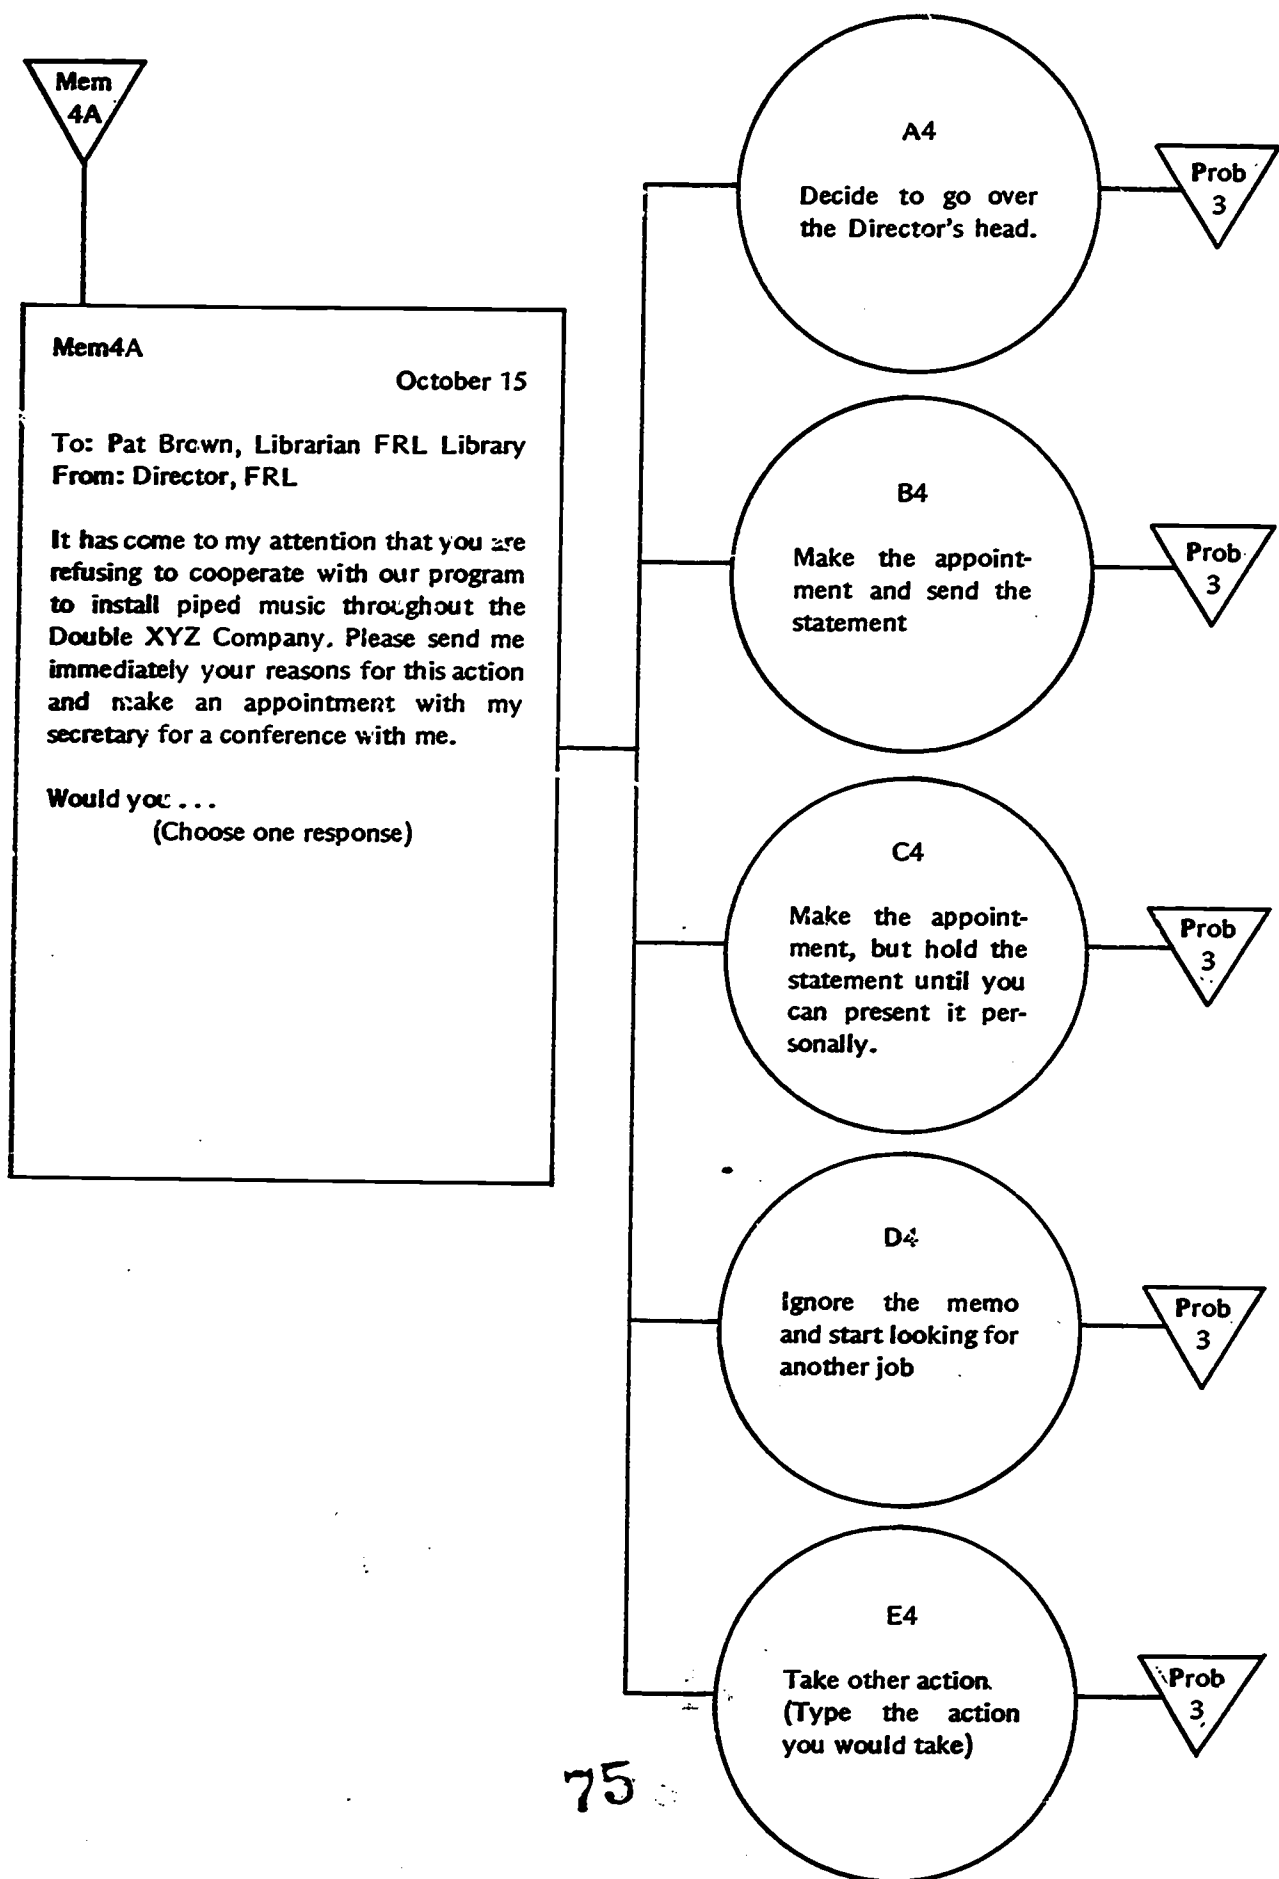 Mem
4A
Mem4A
October 15
To: Pat Brown, Librarian FRL Library
From: Director, FRL
It has come to my attention that you are
refusing to cooperate with our program
to install piped music throughout the
Double XYZ Company. Please send me
immediately your reasons for this action
and make an appointment with my
secretary for a conference with me.
Would you ...
(Choose one response)
A4
Decide to go over
the Director's head.
Prob
3
B4
Make the appoint-
ment and send the
statement
Prob
3
C4
Make the appoint-
ment, but hold the
statement until you
can present it per-
sonally.
Prob
3
D4
Ignore the memo
and start looking for
another job
Prob
3
E4
Take other action.
(Type the action
you would take)
Prob
3
75